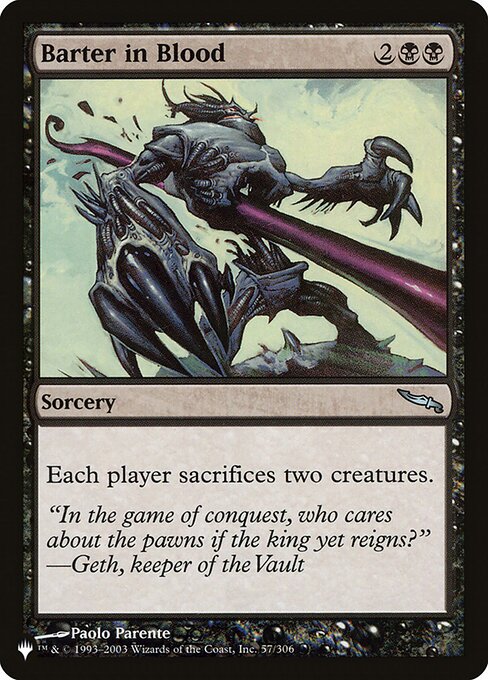 Barter in Blood 2
Sorcery
Each player sacrifices two creatures.
“In the game of conquest, who cares
about the pawns if the king yet reigns?”
—Geth, keeper of the Vault
Paolo Parente
™ & © 1993–2003 Wizards of the Coast, Inc. 57/306